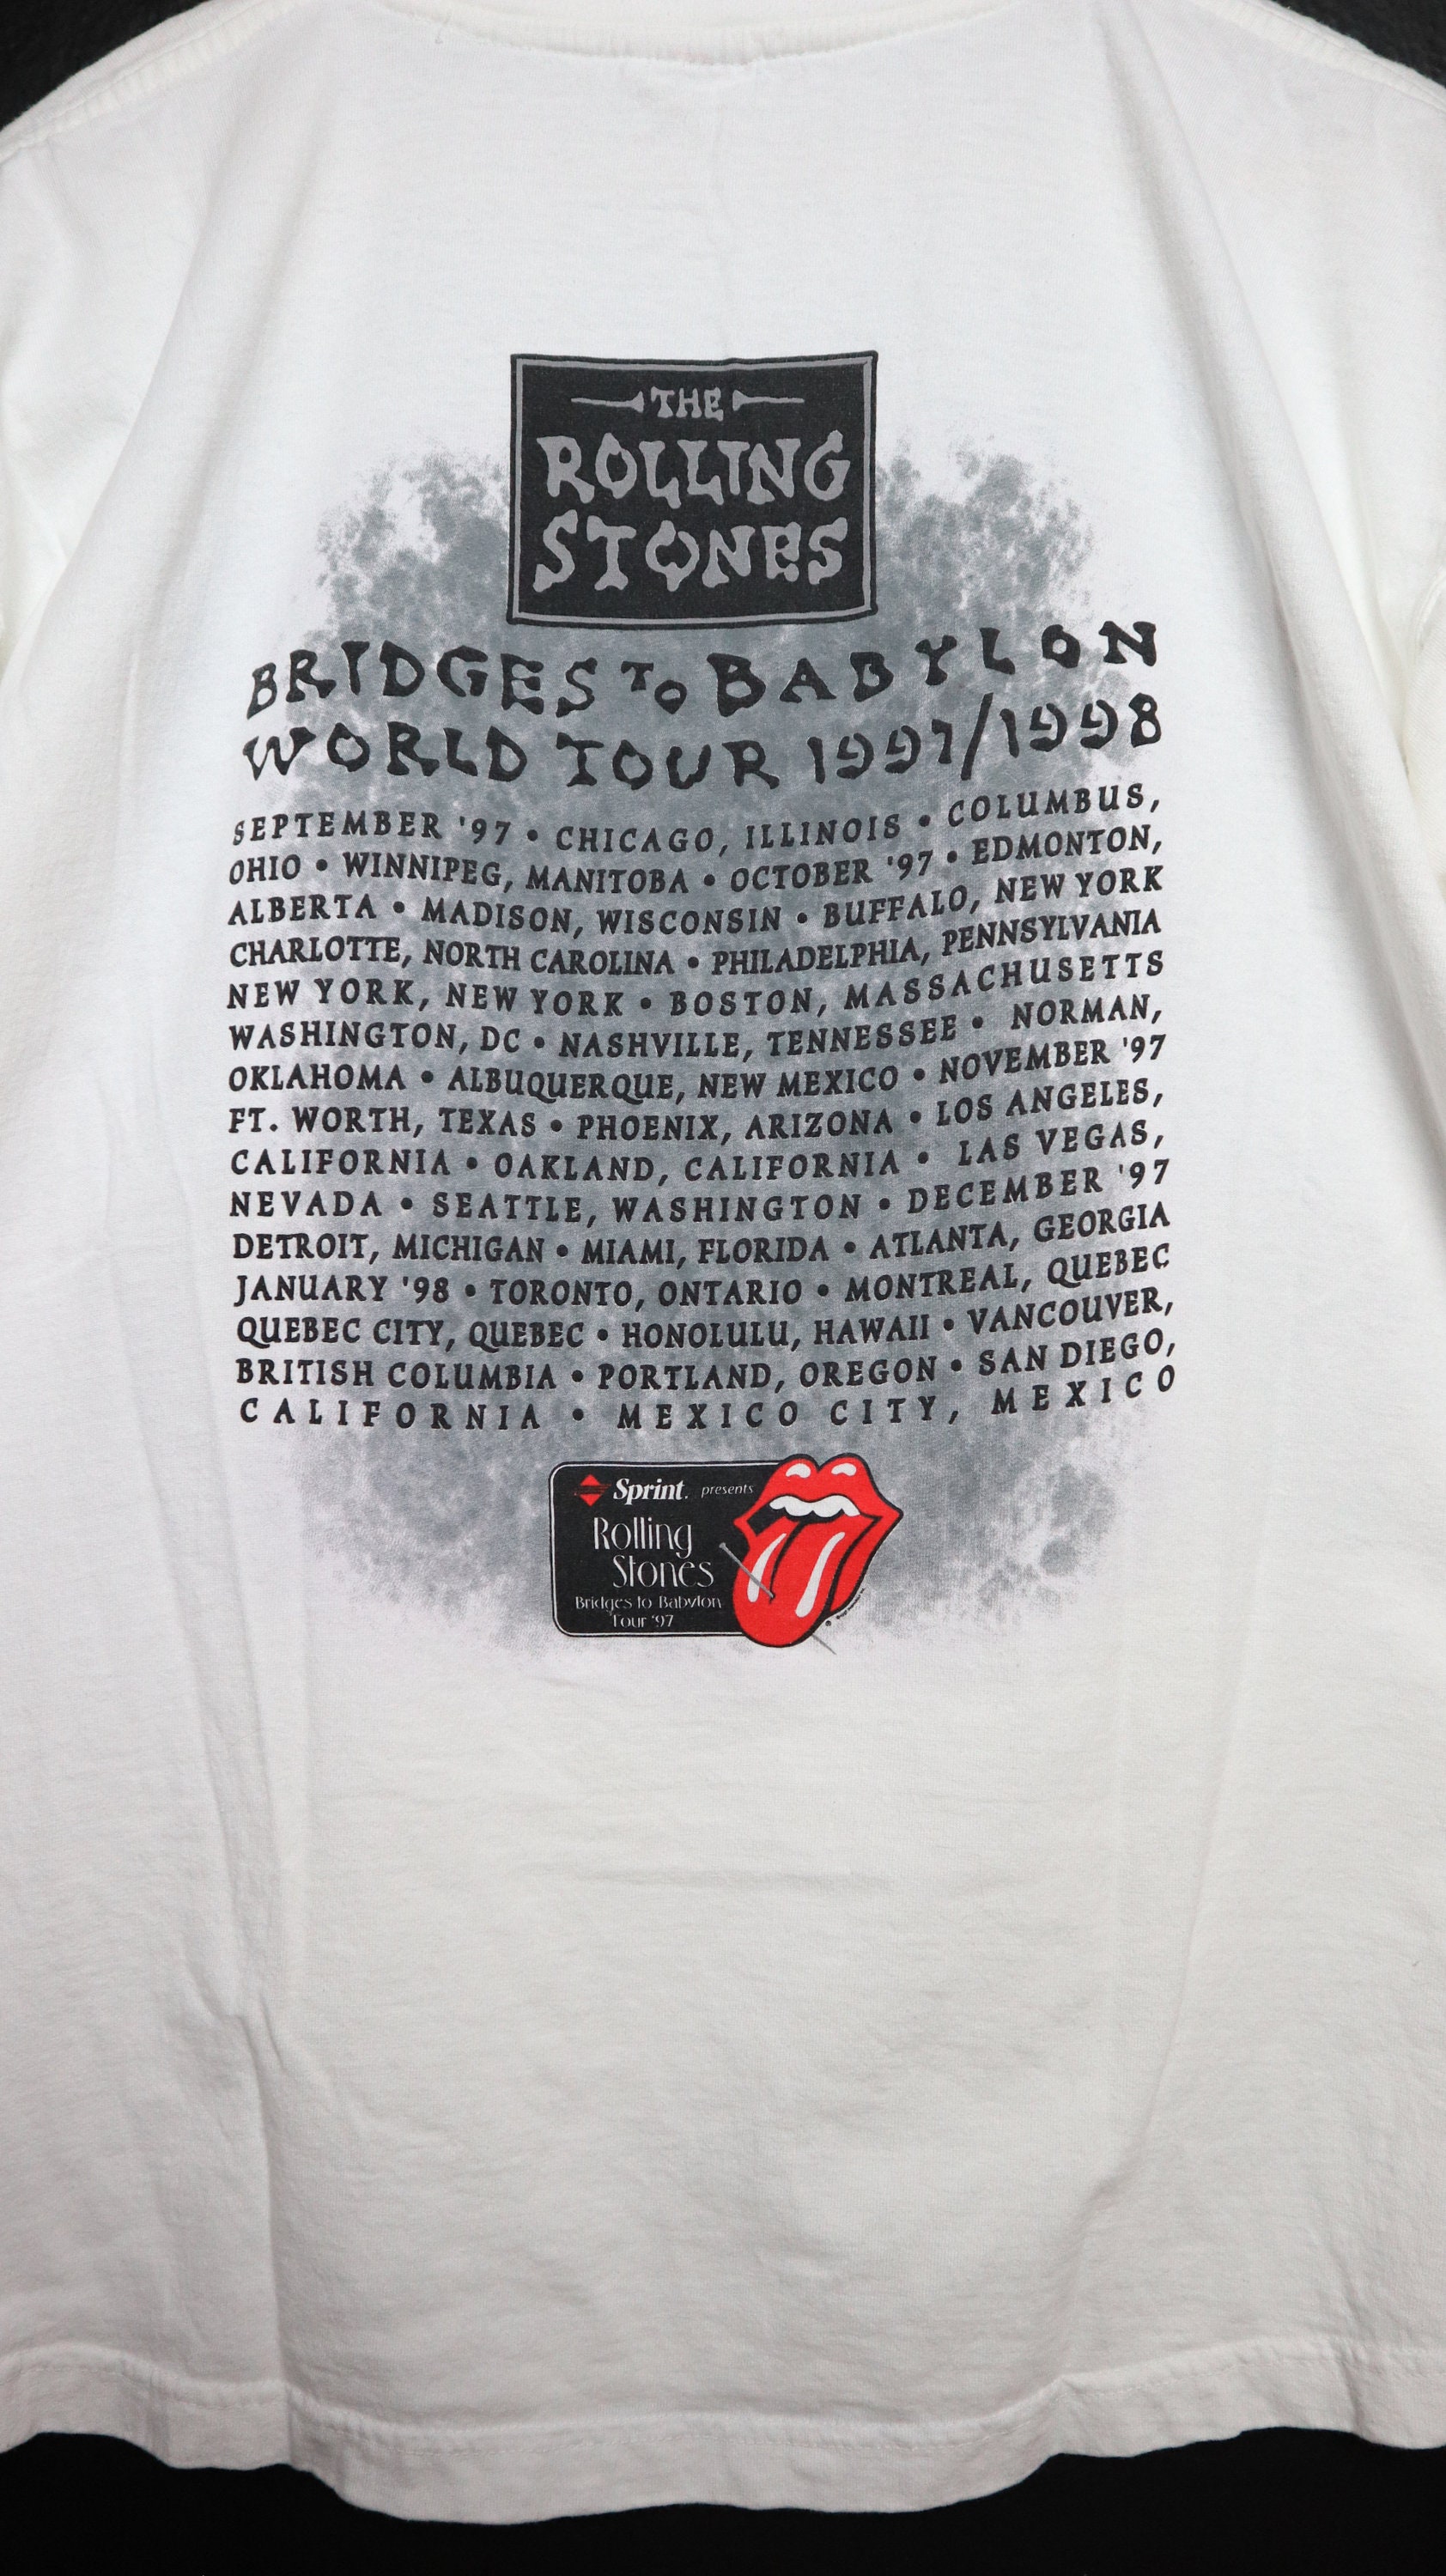 THE
ROLLING
STONES
BRIDGES TO BABYLON
WORLD TOUR 1997/1998
SEPTEMBER '97 • CHICAGO, ILLINOIS • COLUMBUS,
OHIO • WINNIPEG, MANITOBA • OCTOBER '97 • EDMONTON,
ALBERTA • MADISON, WISCONSIN • BUFFALO, NEW YORK
CHARLOTTE, NORTH CAROLINA • PHILADELPHIA, PENNSYLVANIA
NEW YORK, NEW YORK • BOSTON, MASSACHUSETTS
WASHINGTON, DC • NASHVILLE, TENNESSEE • NORMAN,
OKLAHOMA • ALBUQUERQUE, NEW MEXICO • NOVEMBER '97
FT. WORTH, TEXAS • PHOENIX, ARIZONA • LOS ANGELES,
CALIFORNIA • OAKLAND, CALIFORNIA • LAS VEGAS,
NEVADA • SEATTLE, WASHINGTON • DECEMBER '97
DETROIT, MICHIGAN • MIAMI, FLORIDA • ATLANTA, GEORGIA
JANUARY '98 • TORONTO, ONTARIO • MONTREAL, QUEBEC
QUEBEC CITY, QUEBEC • HONOLULU, HAWAII • VANCOUVER,
BRITISH COLUMBIA • PORTLAND, OREGON • SAN DIEGO,
CALIFORNIA • MEXICO CITY, MEXICO
Sprint. presents
Rolling
Stones
Bridges to Babylon
Tour '97